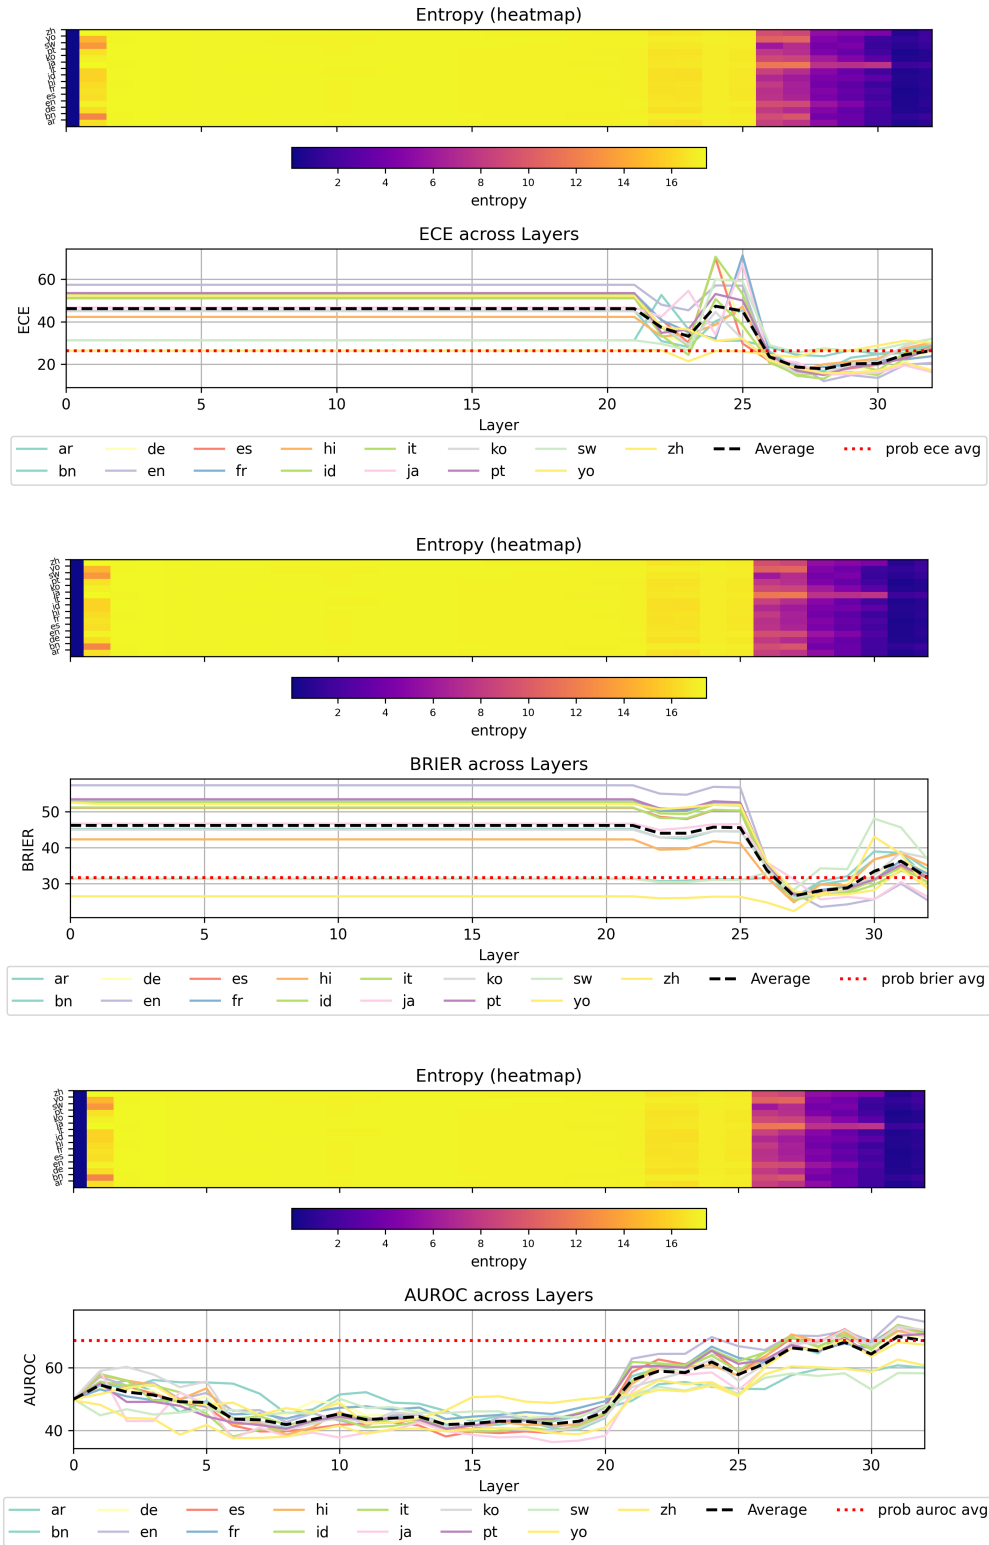 Entropy (heatmap)
2 4 6 8 10 12 14 16
entropy
ECE across Layers
60
40
20
ECE
0 5 10 15 20 25 30
Layer
ar de es hi it ko sw zh Average prob ece avg
bn en fr id ja pt yo
Entropy (heatmap)
2 4 6 8 10 12 14 16
entropy
BRIER across Layers
50
40
30
BRIER
0 5 10 15 20 25 30
Layer
ar de es hi it ko sw zh Average prob brier avg
bn en fr id ja pt yo
Entropy (heatmap)
2 4 6 8 10 12 14 16
entropy
AUROC across Layers
60
40
AUROC
0 5 10 15 20 25 30
Layer
ar de es hi it ko sw zh Average prob auroc avg
bn en fr id ja pt yo